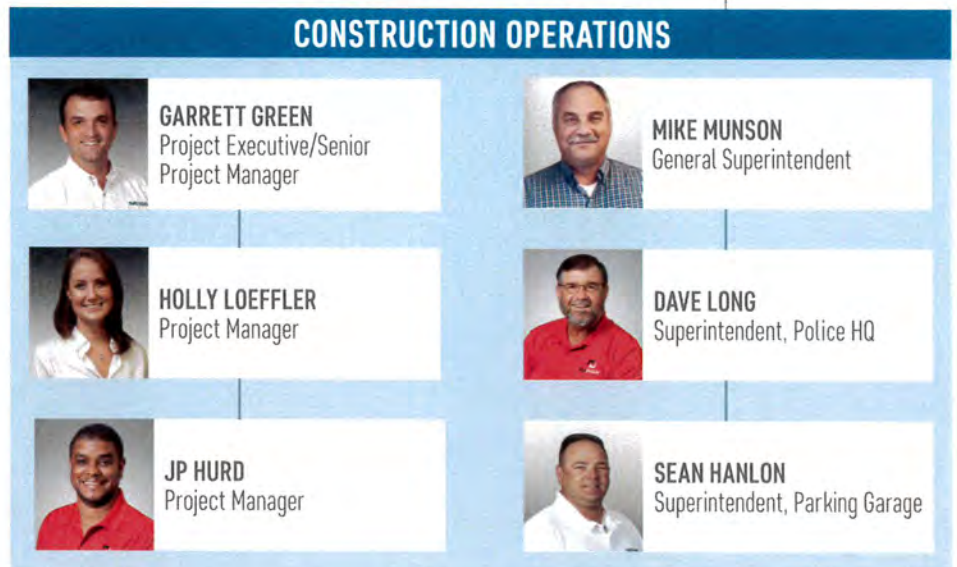 CONSTRUCTION OPERATIONS
GARRETT GREEN
Project Executive/Senior
Project Manager
HOLLY LOEFFLER
Project Manager
JP HURD
Project Manager
MIKE MUNSON
General Superintendent
DAVE LONG
Superintendent, Police HQ
SEAN HANLON
Superintendent, Parking Garage